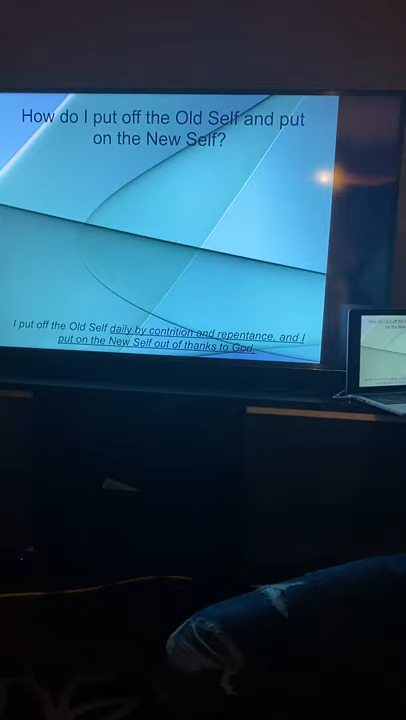 How do I put off the Old Self and put
on the New Self?
I put off the Old Self daily by contrition and repentance, and I
put on the New Self out of thanks to God.